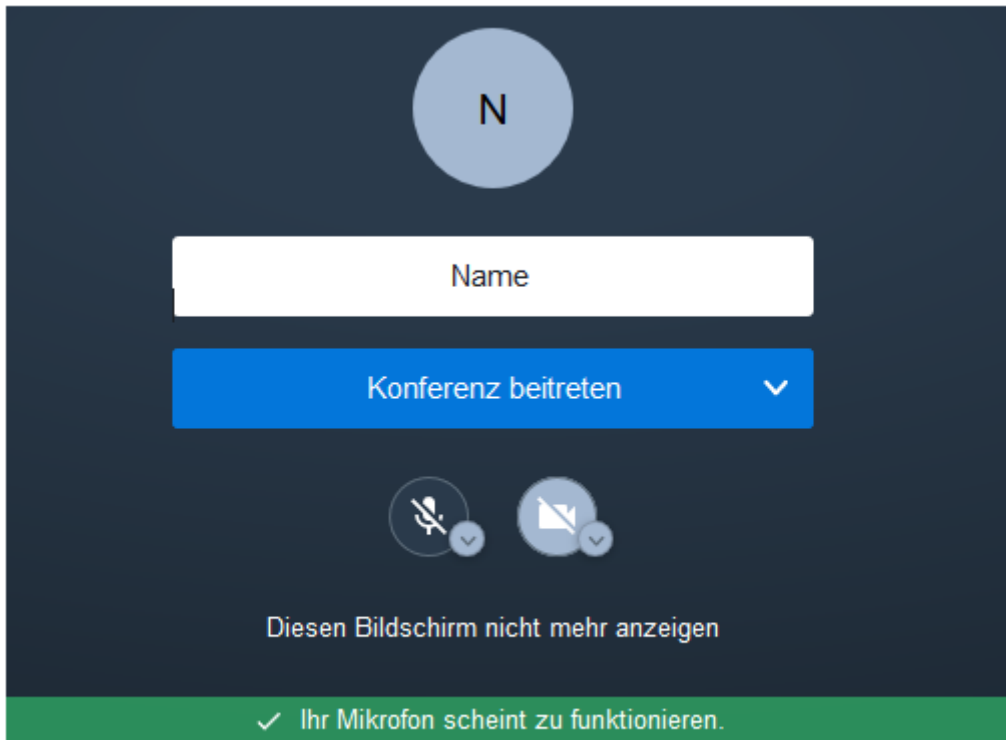 N
Name
Konferenz beitreten
Diesen Bildschirm nicht mehr anzeigen
Ihr Mikrofon scheint zu funktionieren.